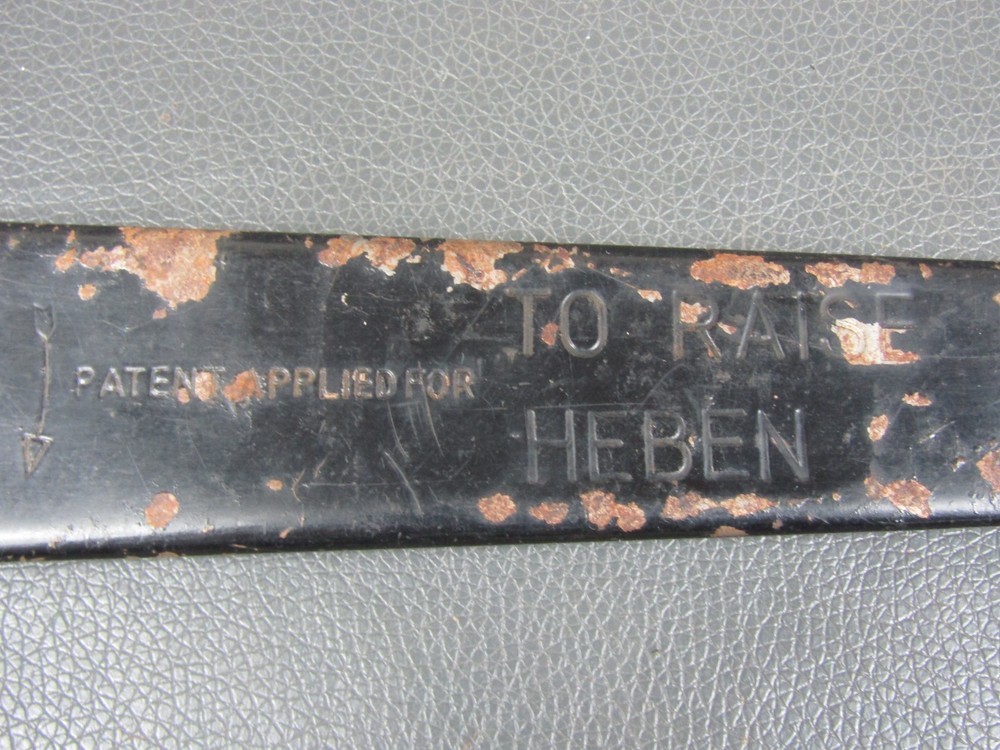 TO RAISE
PATENT APPLIED FOR
HEBEN